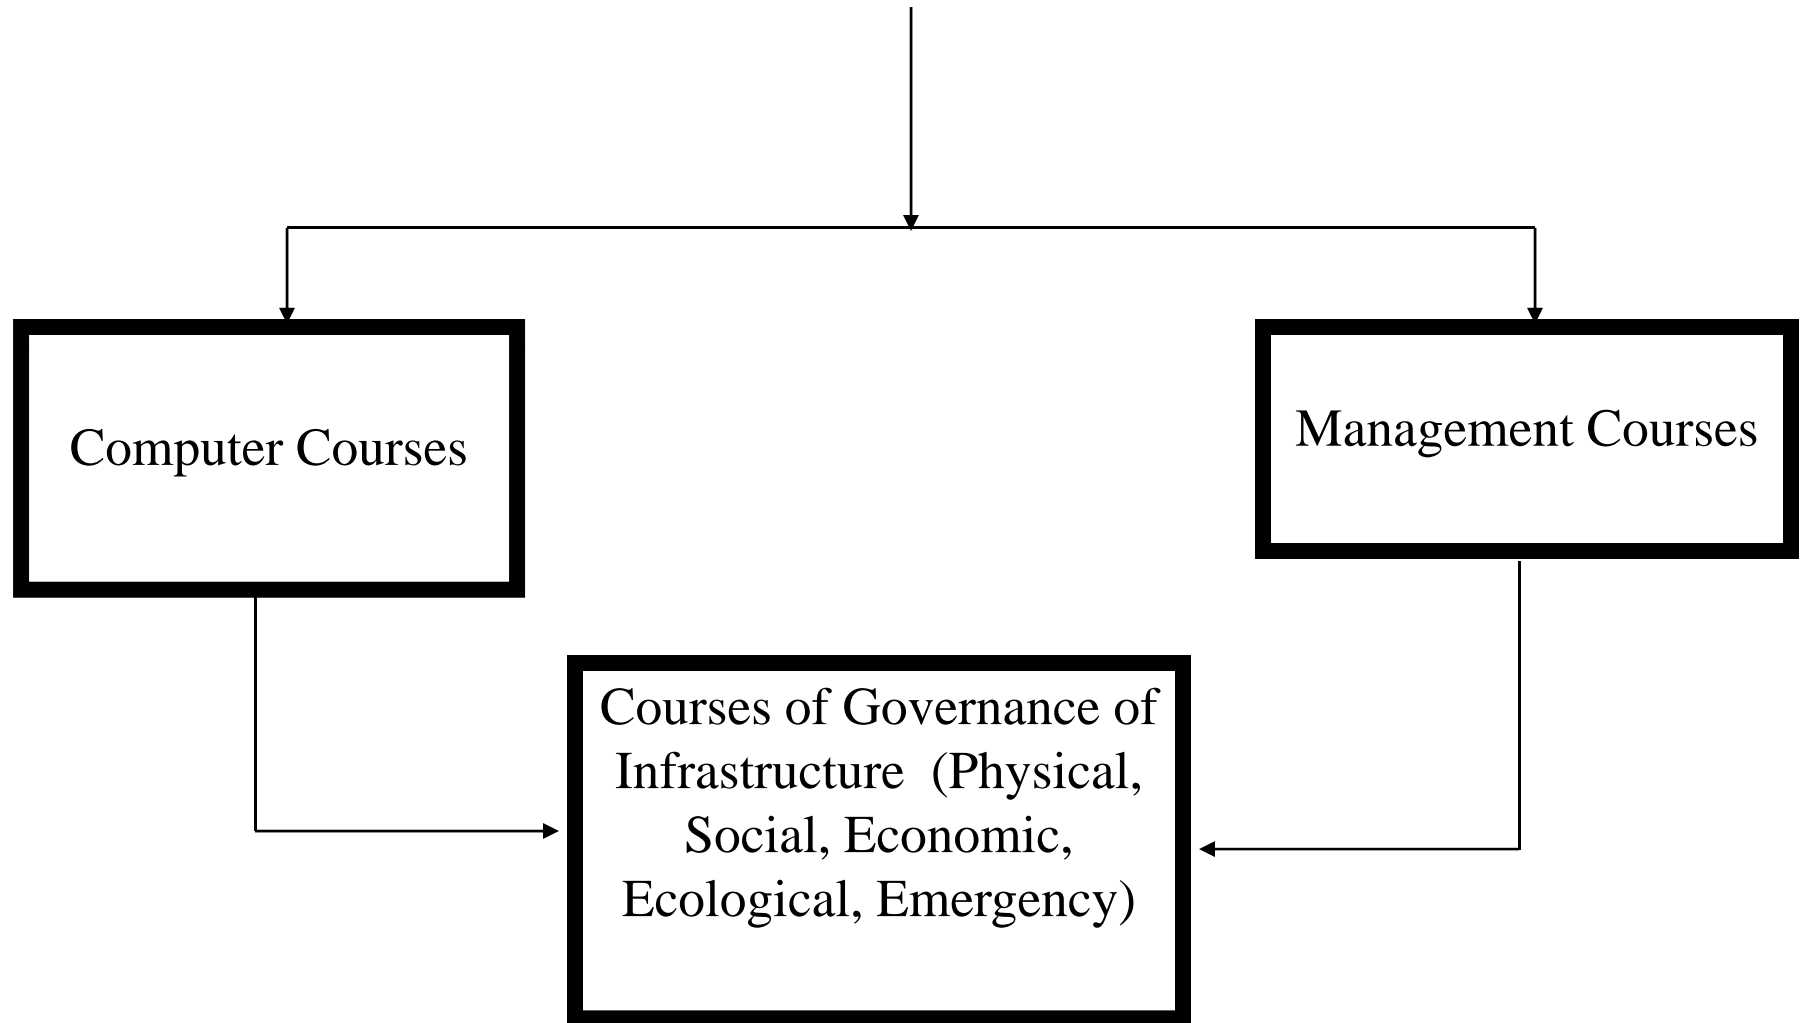 Computer Courses
Management Courses
Courses of Governance of
Infrastructure  (Physical,
Social, Economic,
Ecological, Emergency)